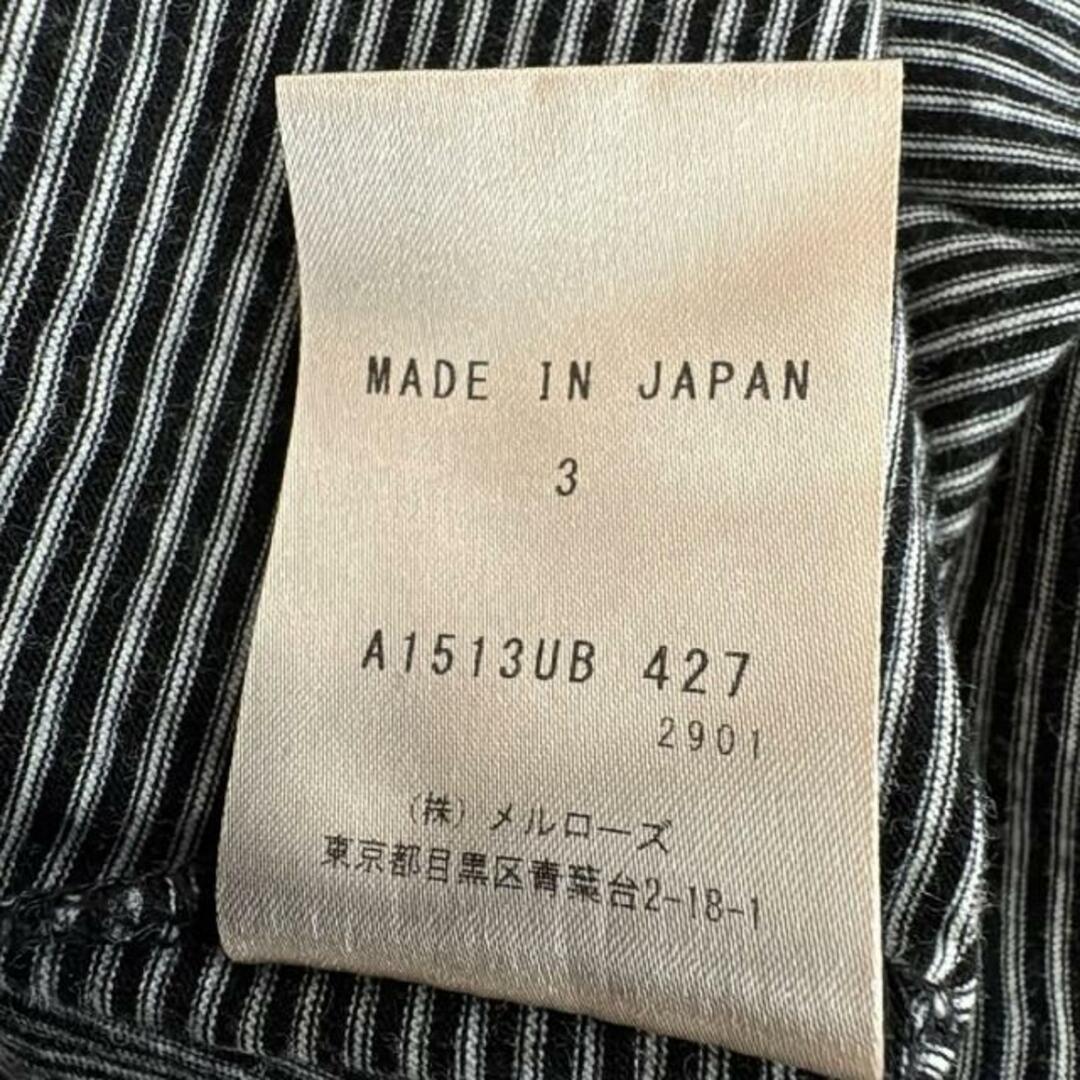 MADE IN JAPAN
3
A1513UB 427
2901
(株) メルローズ
東京都目黒区青葉台2-18-1